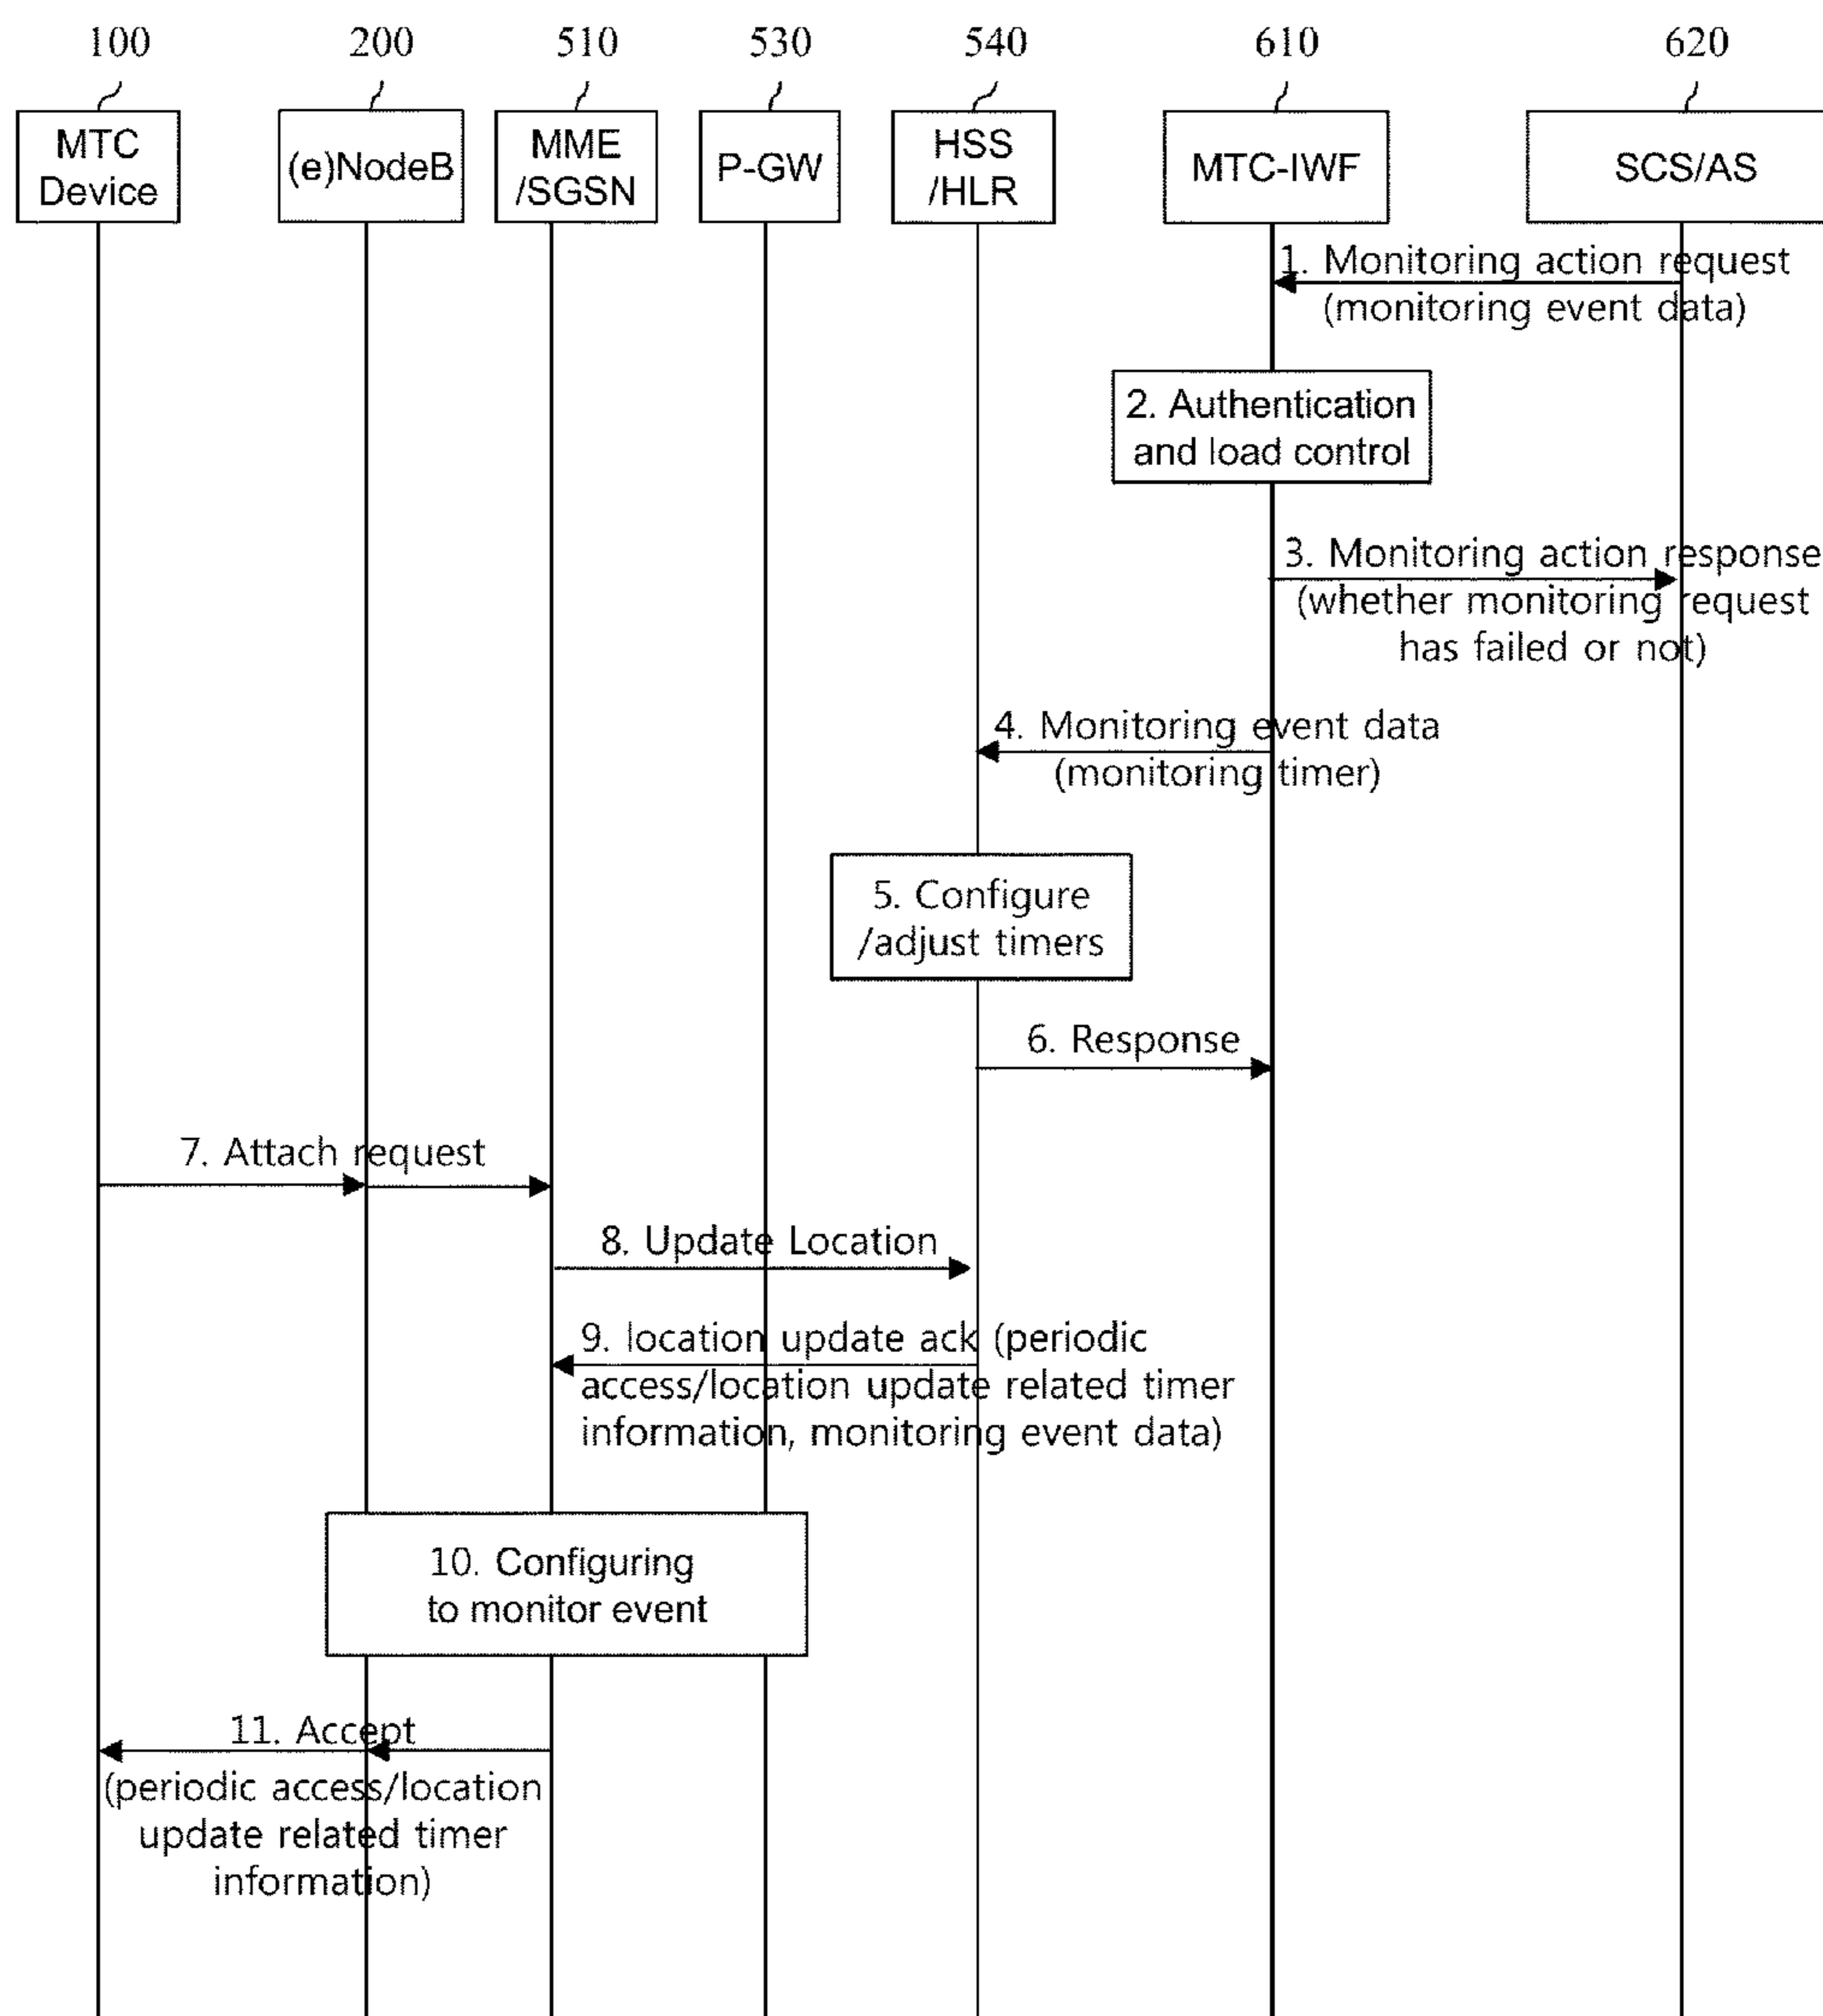 100
200
510
530
540
610
620
MTC
Device
(e)NodeB
MME
/SGSN
P-GW
HSS
/HLR
MTC-IWF
SCS/AS
1. Monitoring action request
(monitoring event data)
2. Authentication
and load control
3. Monitoring action response
(whether monitoring request
has failed or not)
4. Monitoring event data
(monitoring timer)
5. Configure
/adjust timers
6. Response
7. Attach request
8. Update Location
9. location update ack (periodic
access/location update related timer
information, monitoring event data)
10. Configuring
to monitor event
11. Accept
(periodic access/location
update related timer
information)